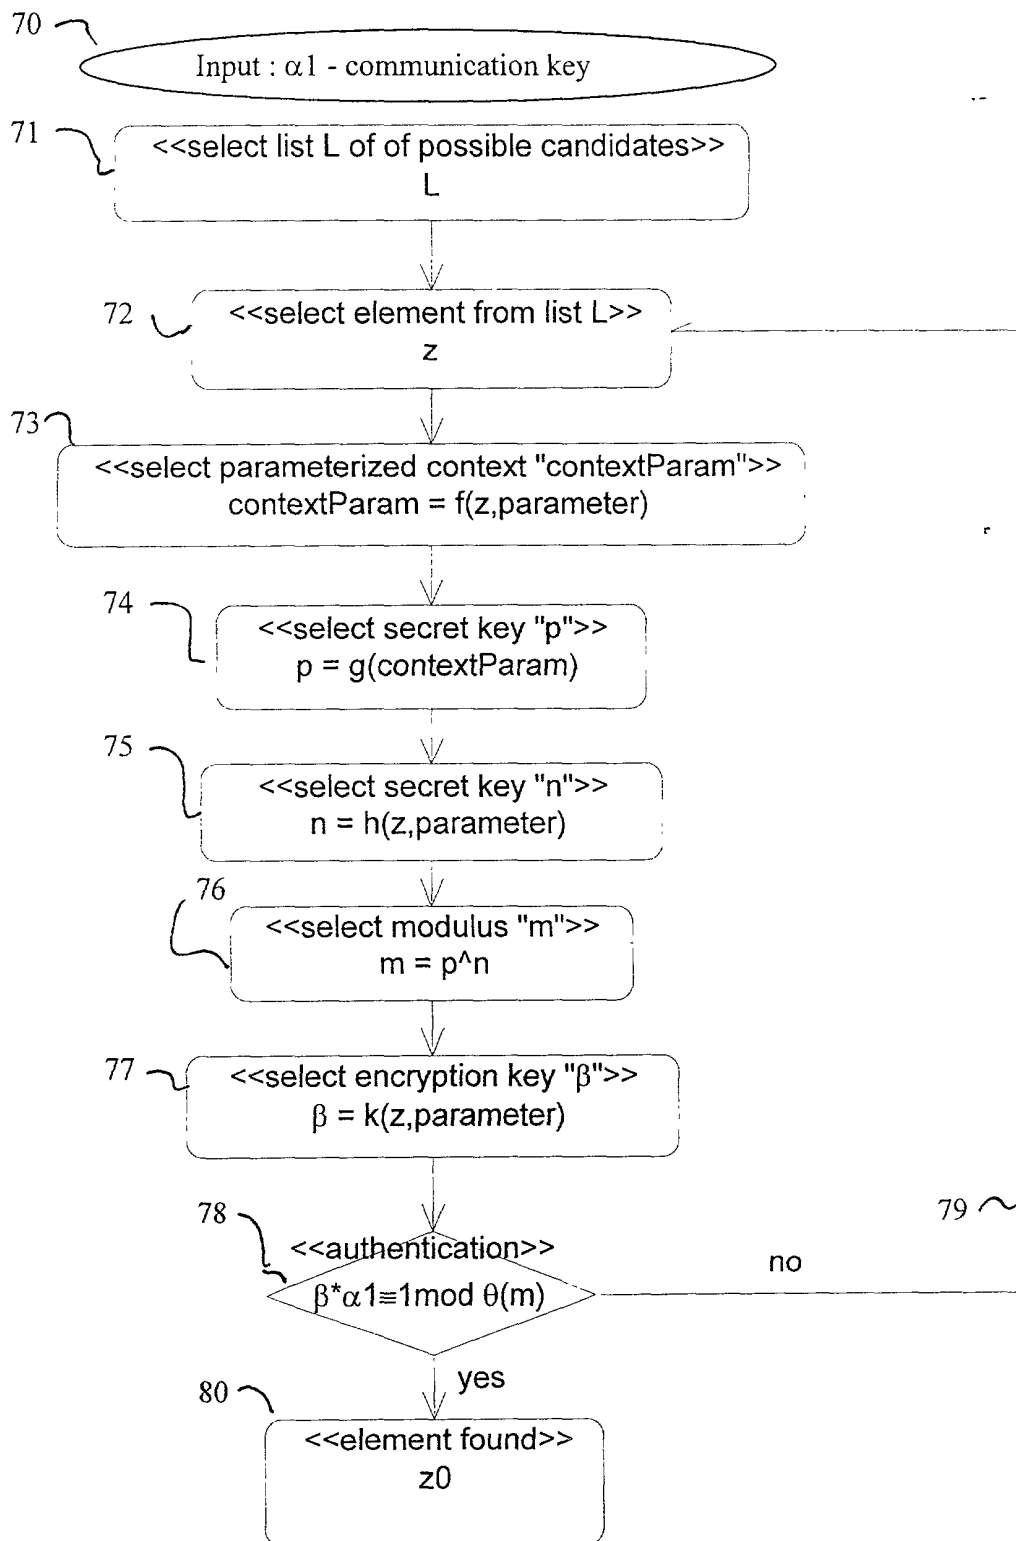 70
Input : α1 - communication key
71
<<select list L of of possible candidates>>
L
72
<<select element from list L>>
z
73
<<select parameterized context "contextParam">>
contextParam = f(z,parameter)
74
<<select secret key "p">>
p = g(contextParam)
75
<<select secret key "n">>
n = h(z,parameter)
76
<<select modulus "m">>
m = p^n
77
<<select encryption key "β">>
β = k(z,parameter)
78
<<authentication>>
β*α1≡1mod θ(m)
no
79
yes
80
<<element found>>
z0